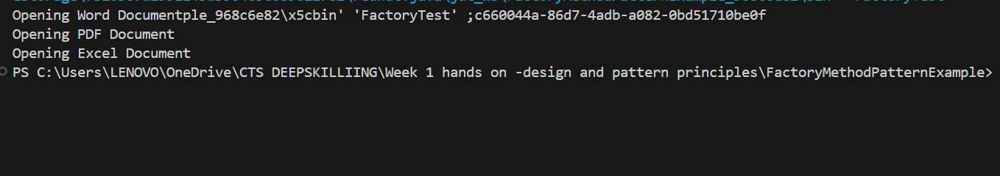 Opening Word Documentple_968c6e82\x5cbin' 'FactoryTest' ;c660044a-86d7-4adb-a082-0bd51710be0f
Opening PDF Document
Opening Excel Document
PS C:\Users\LENOVO\OneDrive\CTS DEEPSKILLIING\Week 1 hands on -design and pattern principles\FactoryMethodPatternExample>